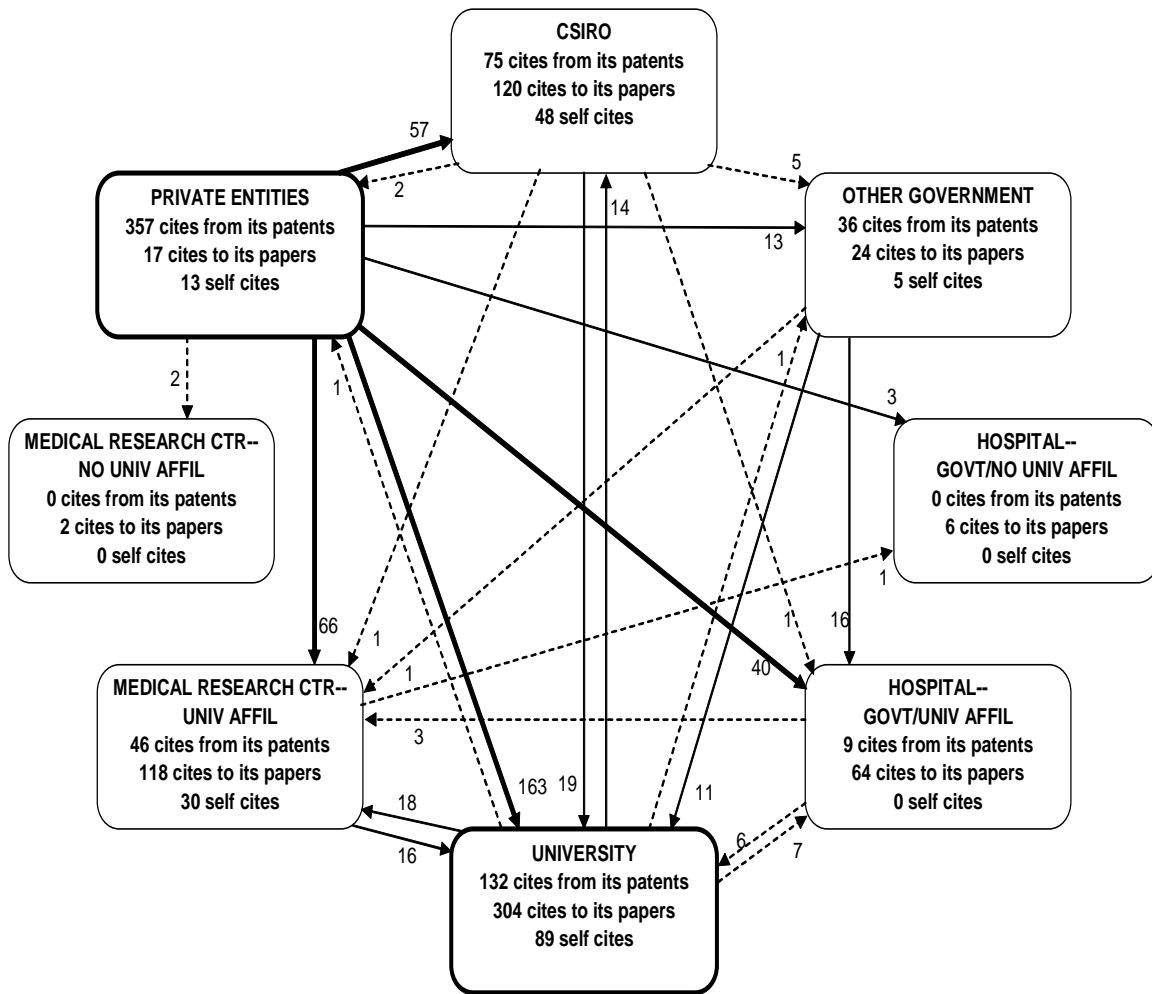 CSIRO
75 cites from its patents
120 cites to its papers
48 self cites
57
2
5
14
PRIVATE ENTITIES
357 cites from its patents
17 cites to its papers
13 self cites
OTHER GOVERNMENT
36 cites from its patents
24 cites to its papers
5 self cites
13
2
1
1
3
MEDICAL RESEARCH CTR--
NO UNIV AFFIL
0 cites from its patents
2 cites to its papers
0 self cites
HOSPITAL--
GOVT/NO UNIV AFFIL
0 cites from its patents
6 cites to its papers
0 self cites
1
66
1
1
16
1
40
MEDICAL RESEARCH CTR--
UNIV AFFIL
46 cites from its patents
118 cites to its papers
30 self cites
HOSPITAL--
GOVT/UNIV AFFIL
9 cites from its patents
64 cites to its papers
0 self cites
3
163
19
11
18
16
6
7
UNIVERSITY
132 cites from its patents
304 cites to its papers
89 self cites